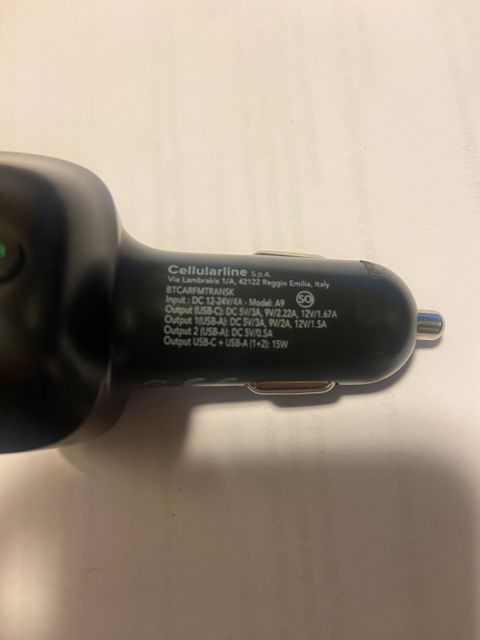 Cellularline S.p.A.
Via Lambrakis 1/A, 42122 Reggio Emilia, Italy
BTCARFMTRANSK
Input : DC 12-24V/4A - Model: A9 SO
Output (USB-C): DC 5V/3A, 9V/2.22A, 12V/1.67A
Output 1(USB-A): DC 5V/3A, 9V/2A, 12V/1.5A
Output 2 (USB-A): DC 5V/0.5A
Output USB-C + USB-A (1+2): 15W